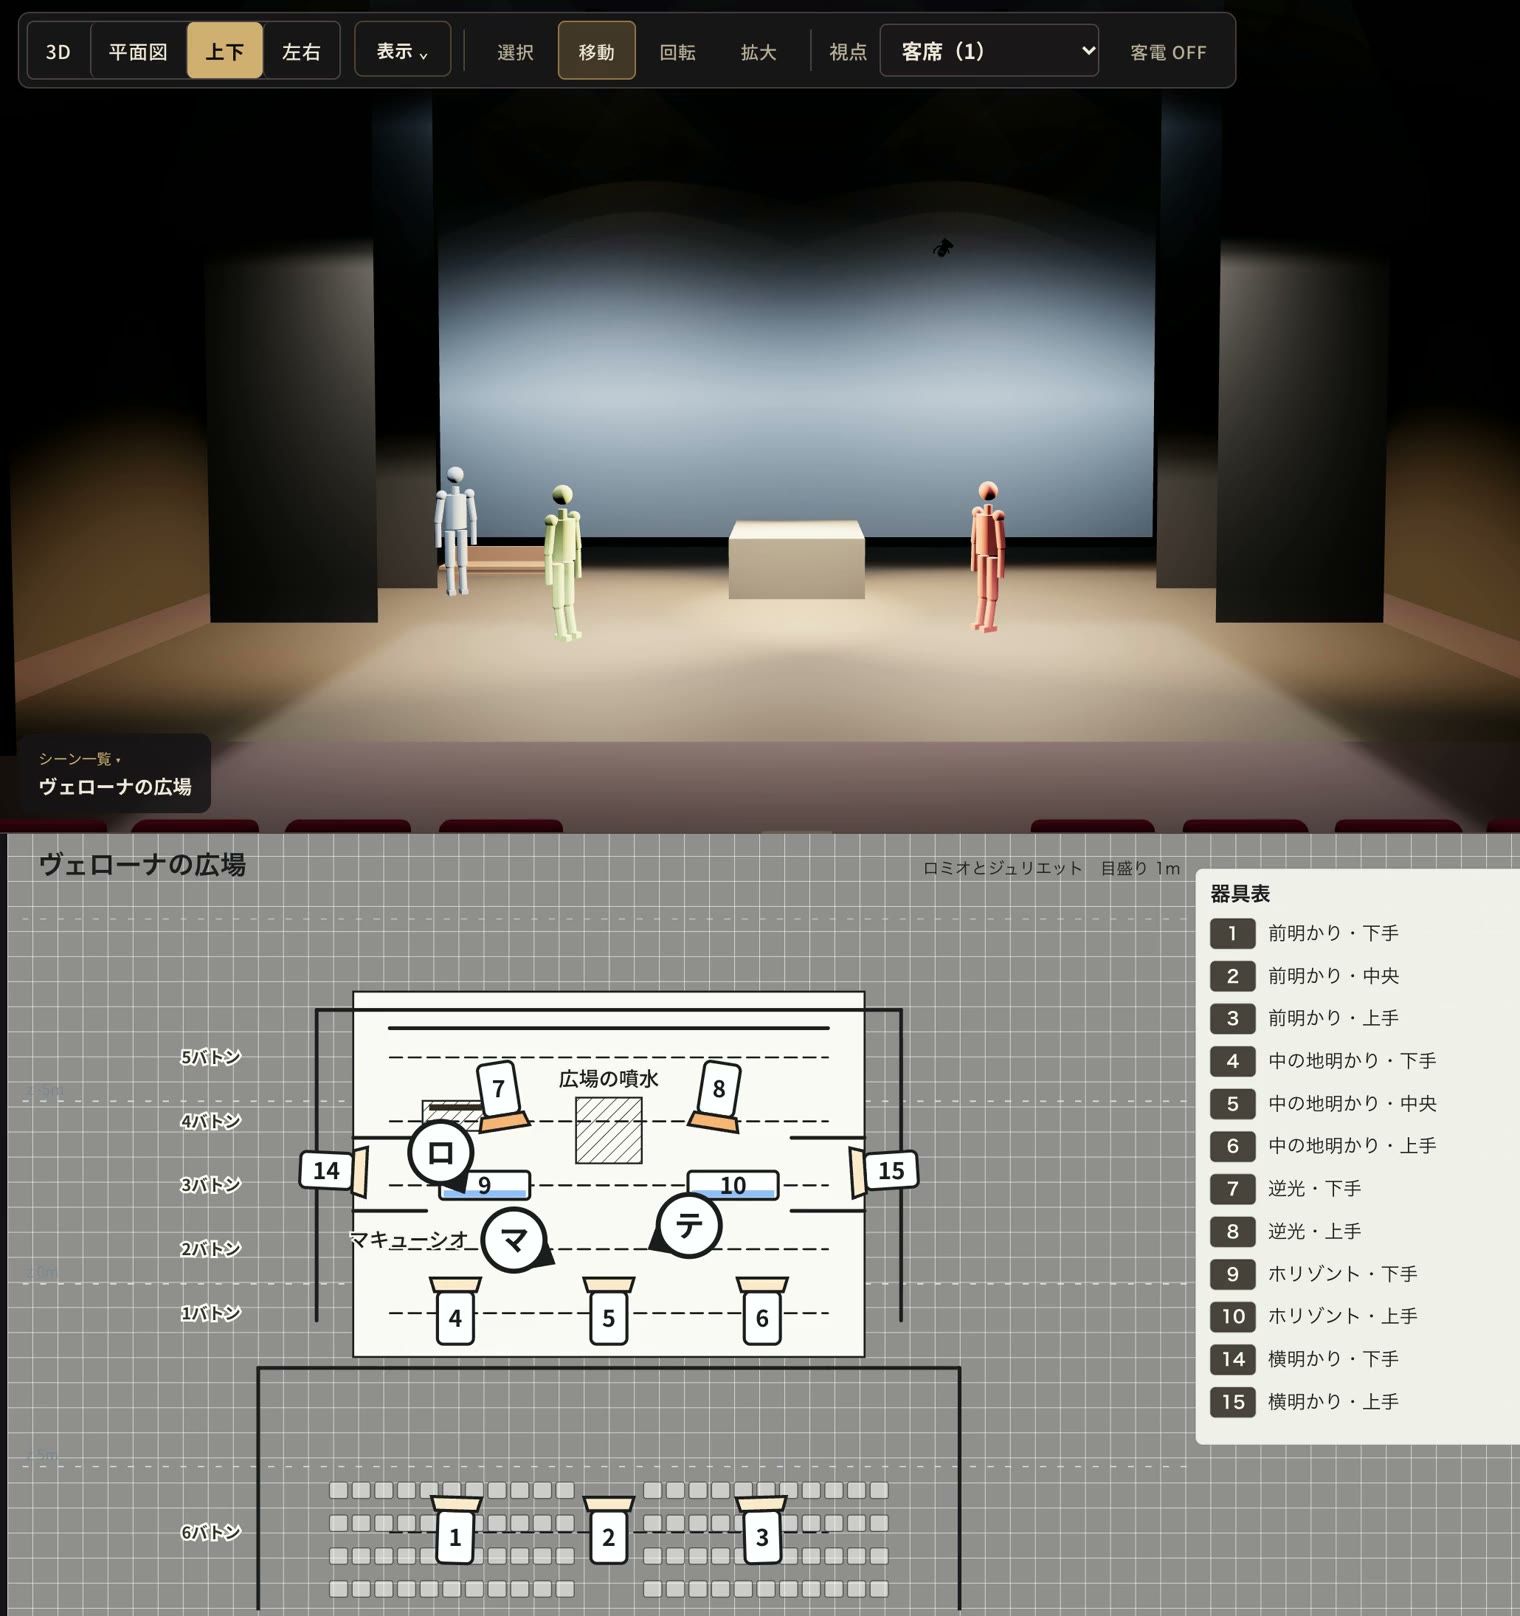 3D 平面図 上下 左右 表示 選択 移動 回転 拡大 視点 客席（1） 客電 OFF
シーン一覧
ヴェローナの広場
ヴェローナの広場
ロミオとジュリエット 目盛り 1m
器具表
1 前明かり・下手
2 前明かり・中央
3 前明かり・上手
4 中の地明かり・下手
5 中の地明かり・中央
6 中の地明かり・上手
7 逆光・下手
8 逆光・上手
9 ホリゾント・下手
10 ホリゾント・上手
14 横明かり・下手
15 横明かり・上手
5バトン
7 広場の噴水 8
4バトン
ロ
14 15
3バトン
9 10
マキューシオ マ テ
2バトン
1バトン
4 5 6
6バトン
1 2 3